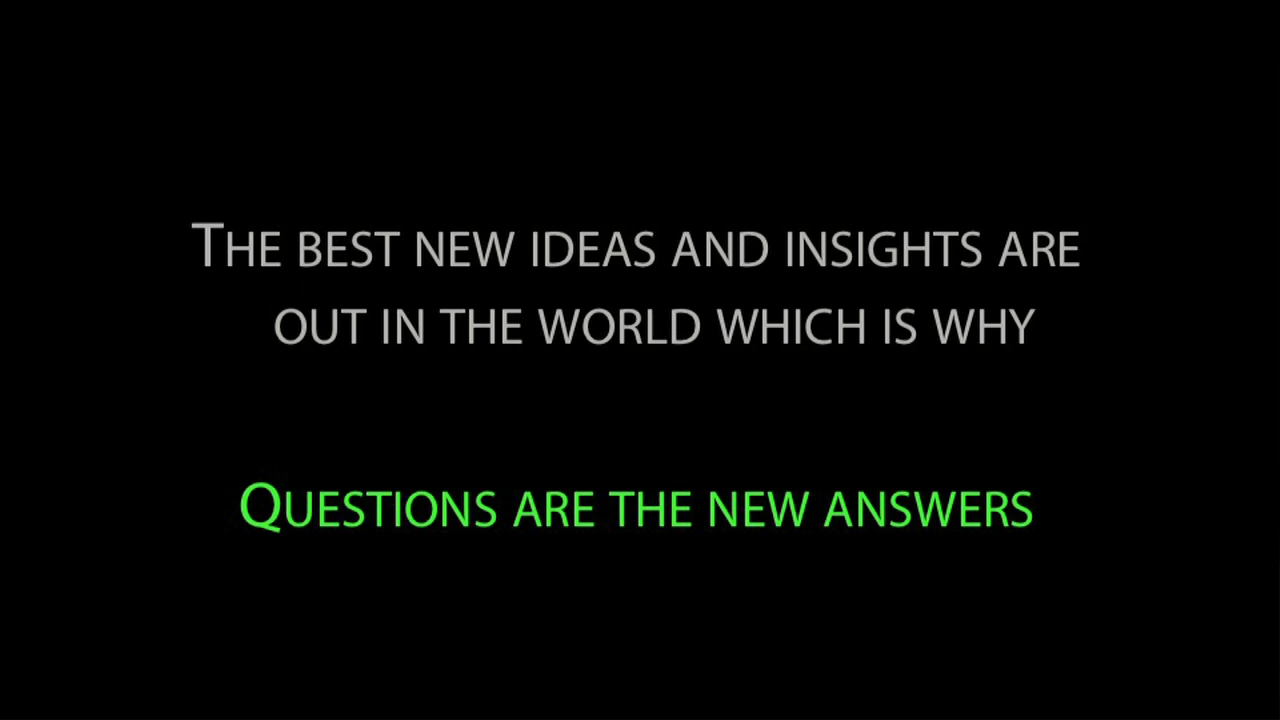 The best new ideas and insights are
out in the world which is why
Questions are the new answers